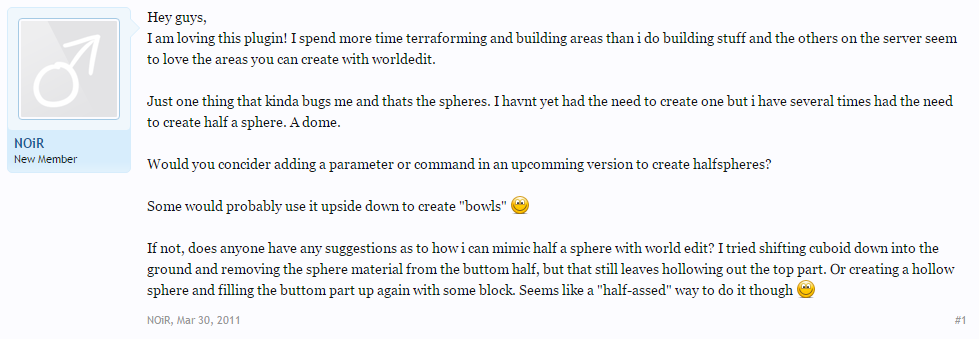 Hey guys,
I am loving this plugin! I spend more time terraforming and building areas than i do building stuff and the others on the server seem
to love the areas you can create with worldedit.
Just one thing that kinda bugs me and thats the spheres. I havnt yet had the need to create one but i have several times had the need
to create half a sphere. A dome.
Would you concider adding a parameter or command in an upcomming version to create halfspheres?
Some would probably use it upside down to create "bowls"
If not, does anyone have any suggestions as to how i can mimic half a sphere with world edit? I tried shifting cuboid down into the
ground and removing the sphere material from the buttom half, but that still leaves hollowing out the top part. Or creating a hollow
sphere and filling the buttom part up again with some block. Seems like a "half-assed" way to do it though
NOiR
New Member
NOiR, Mar 30, 2011
#1